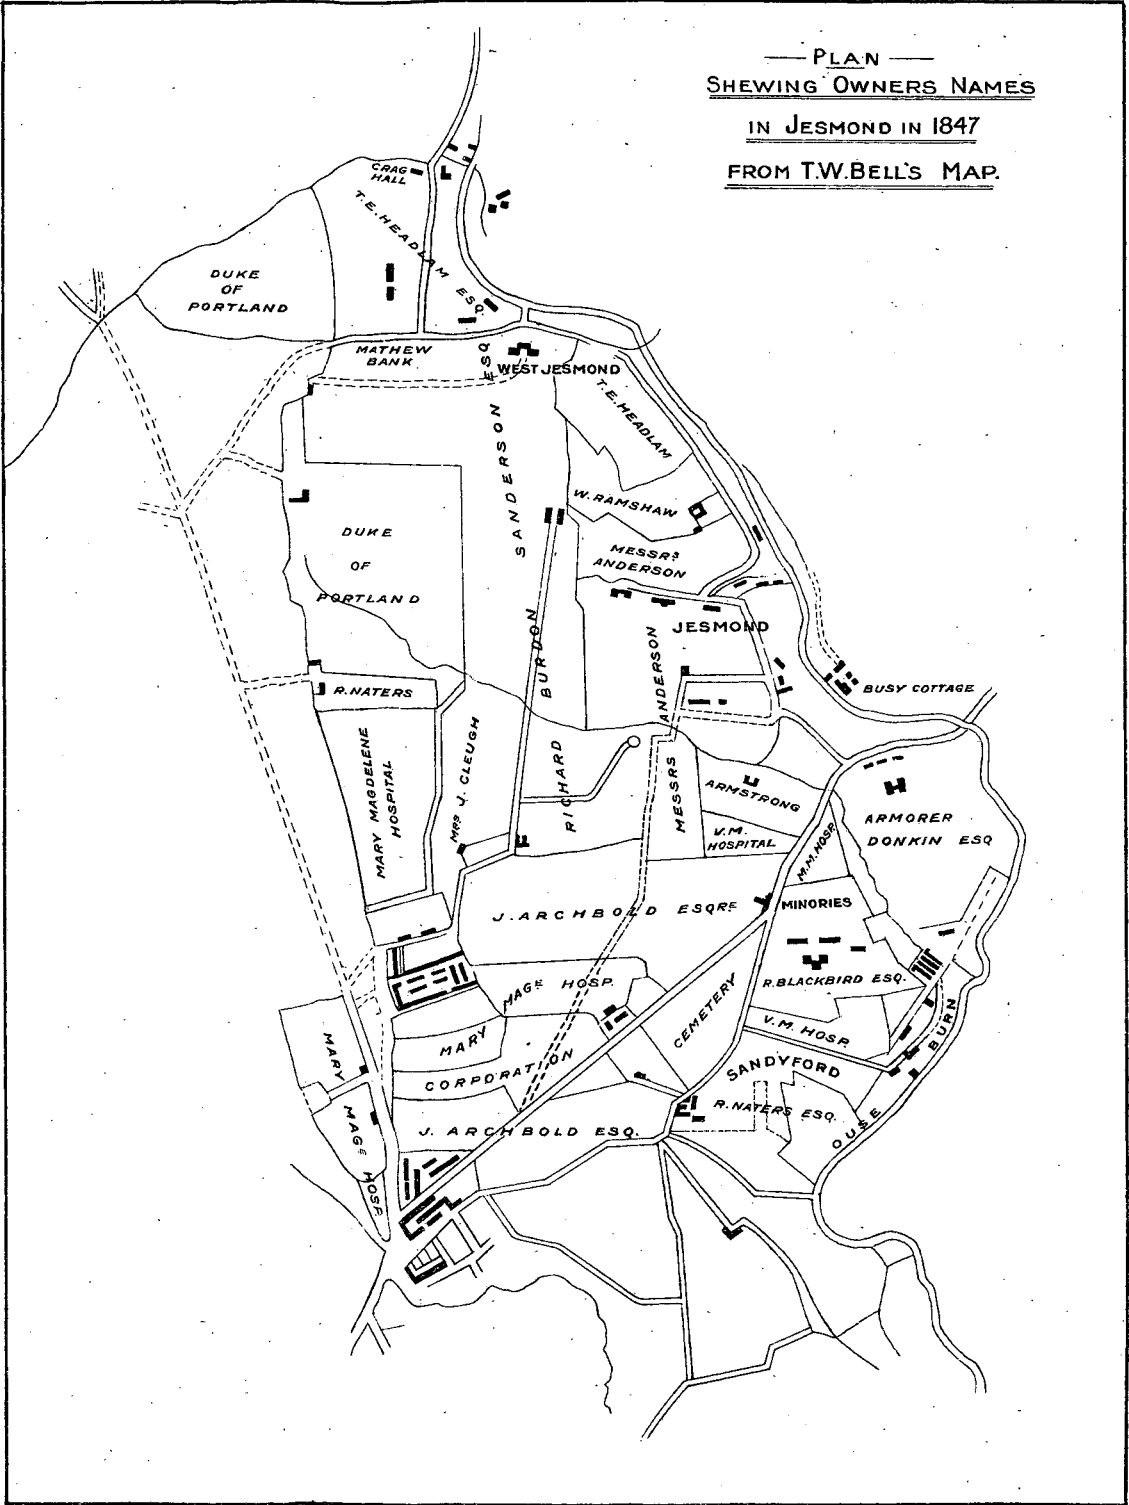 — PLAN —
SHEWING OWNERS NAMES
IN JESMOND IN 1847
FROM T.W.BELL'S MAP.
CRAG
HALL
T.E. HEADLAM ESQ.
DUKE
OF
PORTLAND
MATHEW
BANK
WEST JESMOND
T.E. HEADLAM
RICHARD BURDON SANDERSON ESQ
W. RAMSHAW
MESSRS
ANDERSON
DUKE
OF
PORTLAND
JESMOND
MESSRS ANDERSON
BUSY COTTAGE
R. NATERS
MARY MAGDELENE
HOSPITAL
MRS J. CLEUGH
ARMSTRONG
V.M.
HOSPITAL
M.M. HOSP.
ARMORER
DONKIN ESQ
J. ARCHBOLD ESQRE
MINORIES
R. BLACKBIRD ESQ.
MARY MAGE HOSP.
CEMETERY
V.M. HOSP.
CORPORATION
SANDYFORD
R. NATERS ESQ.
OUSE BURN
MARY
MAGE HOSP.
J. ARCHBOLD ESQ.